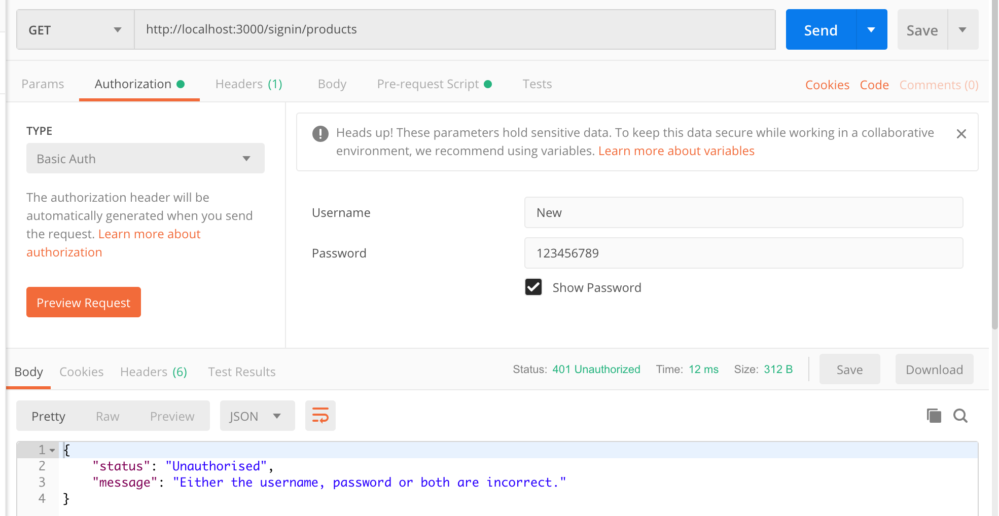 GET http://localhost:3000/signin/products Send Save
Params Authorization Headers (1) Body Pre-request Script Tests Cookies Code Comments (0)
TYPE
Basic Auth
The authorization header will be
automatically generated when you send
the request. Learn more about
authorization
Preview Request
Heads up! These parameters hold sensitive data. To keep this data secure while working in a collaborative
environment, we recommend using variables. Learn more about variables
Username New
Password 123456789
Show Password
Body Cookies Headers (6) Test Results Status: 401 Unauthorized Time: 12 ms Size: 312 B Save Download
Pretty Raw Preview JSON
1 {
2 "status": "Unauthorised",
3 "message": "Either the username, password or both are incorrect."
4 }